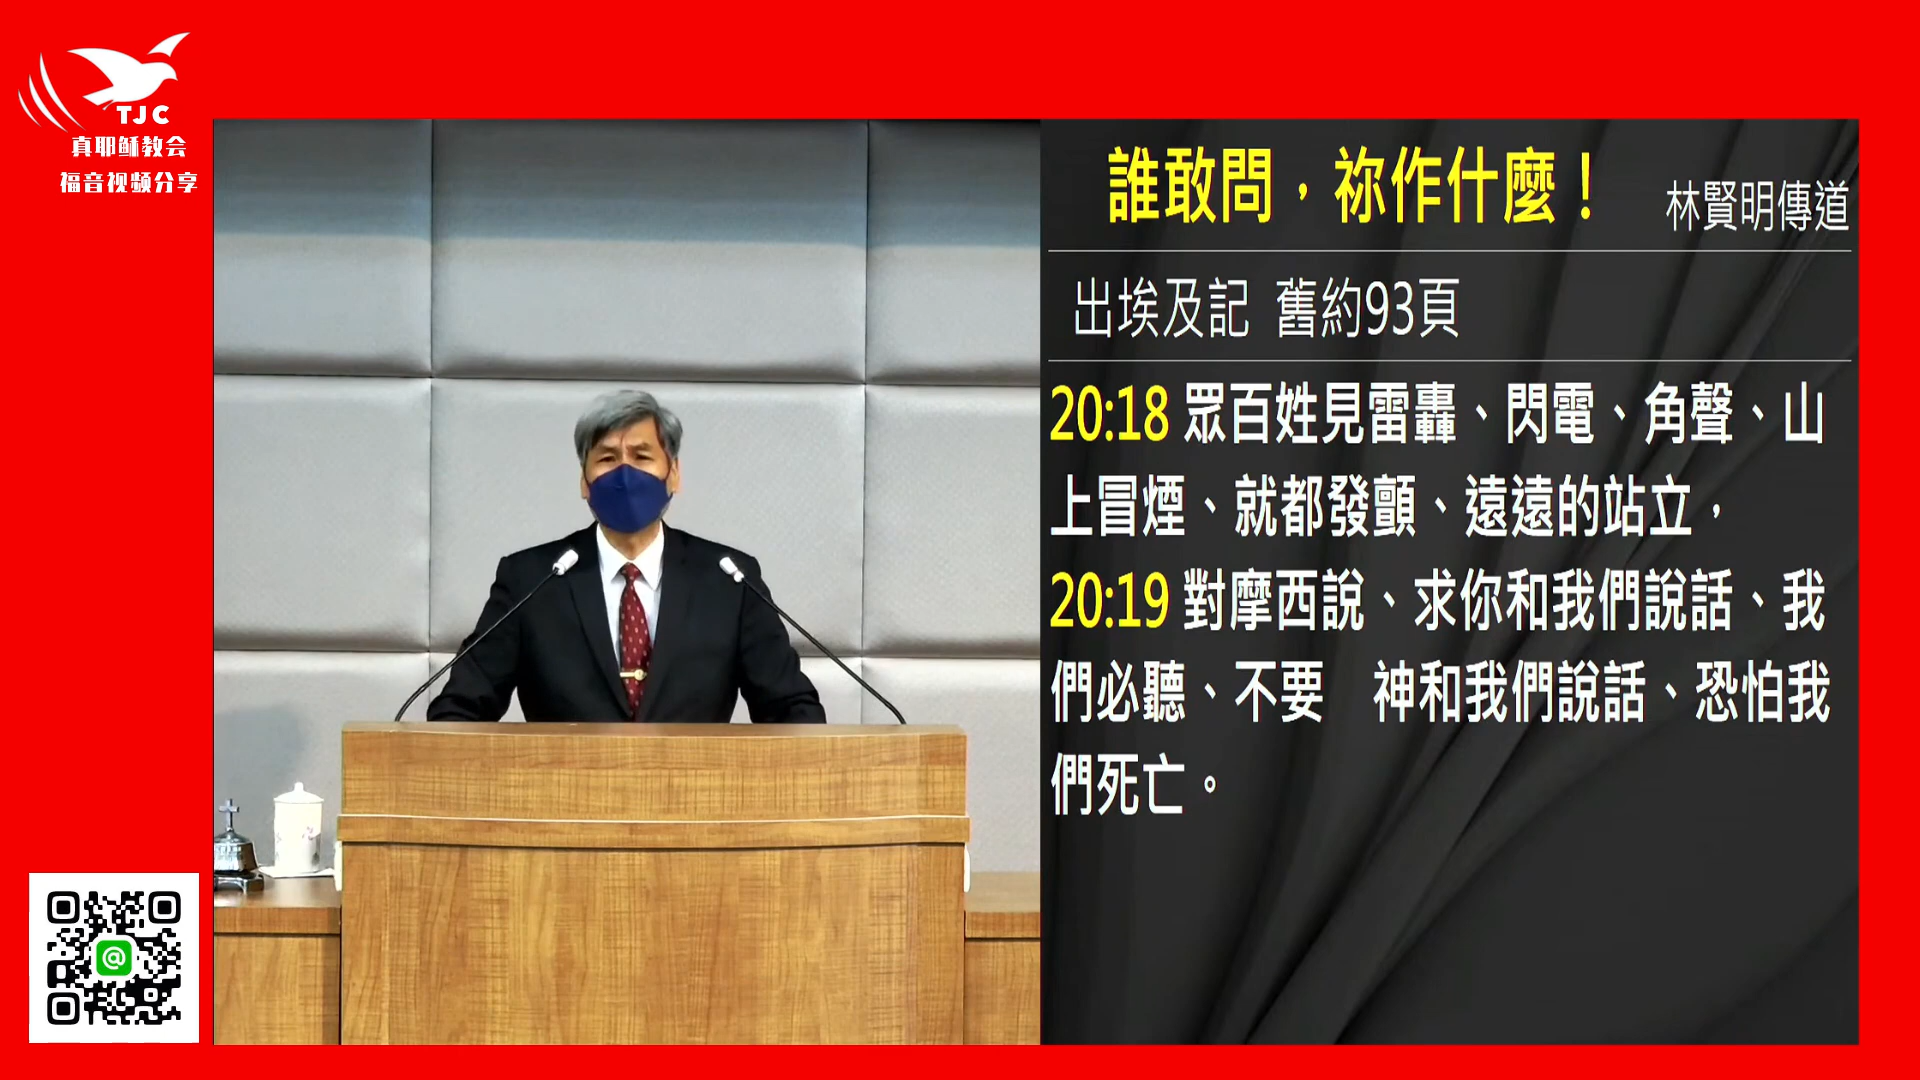 TJC
真耶穌教会
福音视频分享
誰敢問，祢作什麼！
林賢明傳道
出埃及記 舊約93頁
20:18 眾百姓見雷轟、閃電、角聲、山
上冒煙、就都發顫、遠遠的站立，
20:19 對摩西說、求你和我們說話、我
們必聽、不要　神和我們說話、恐怕我
們死亡。
@